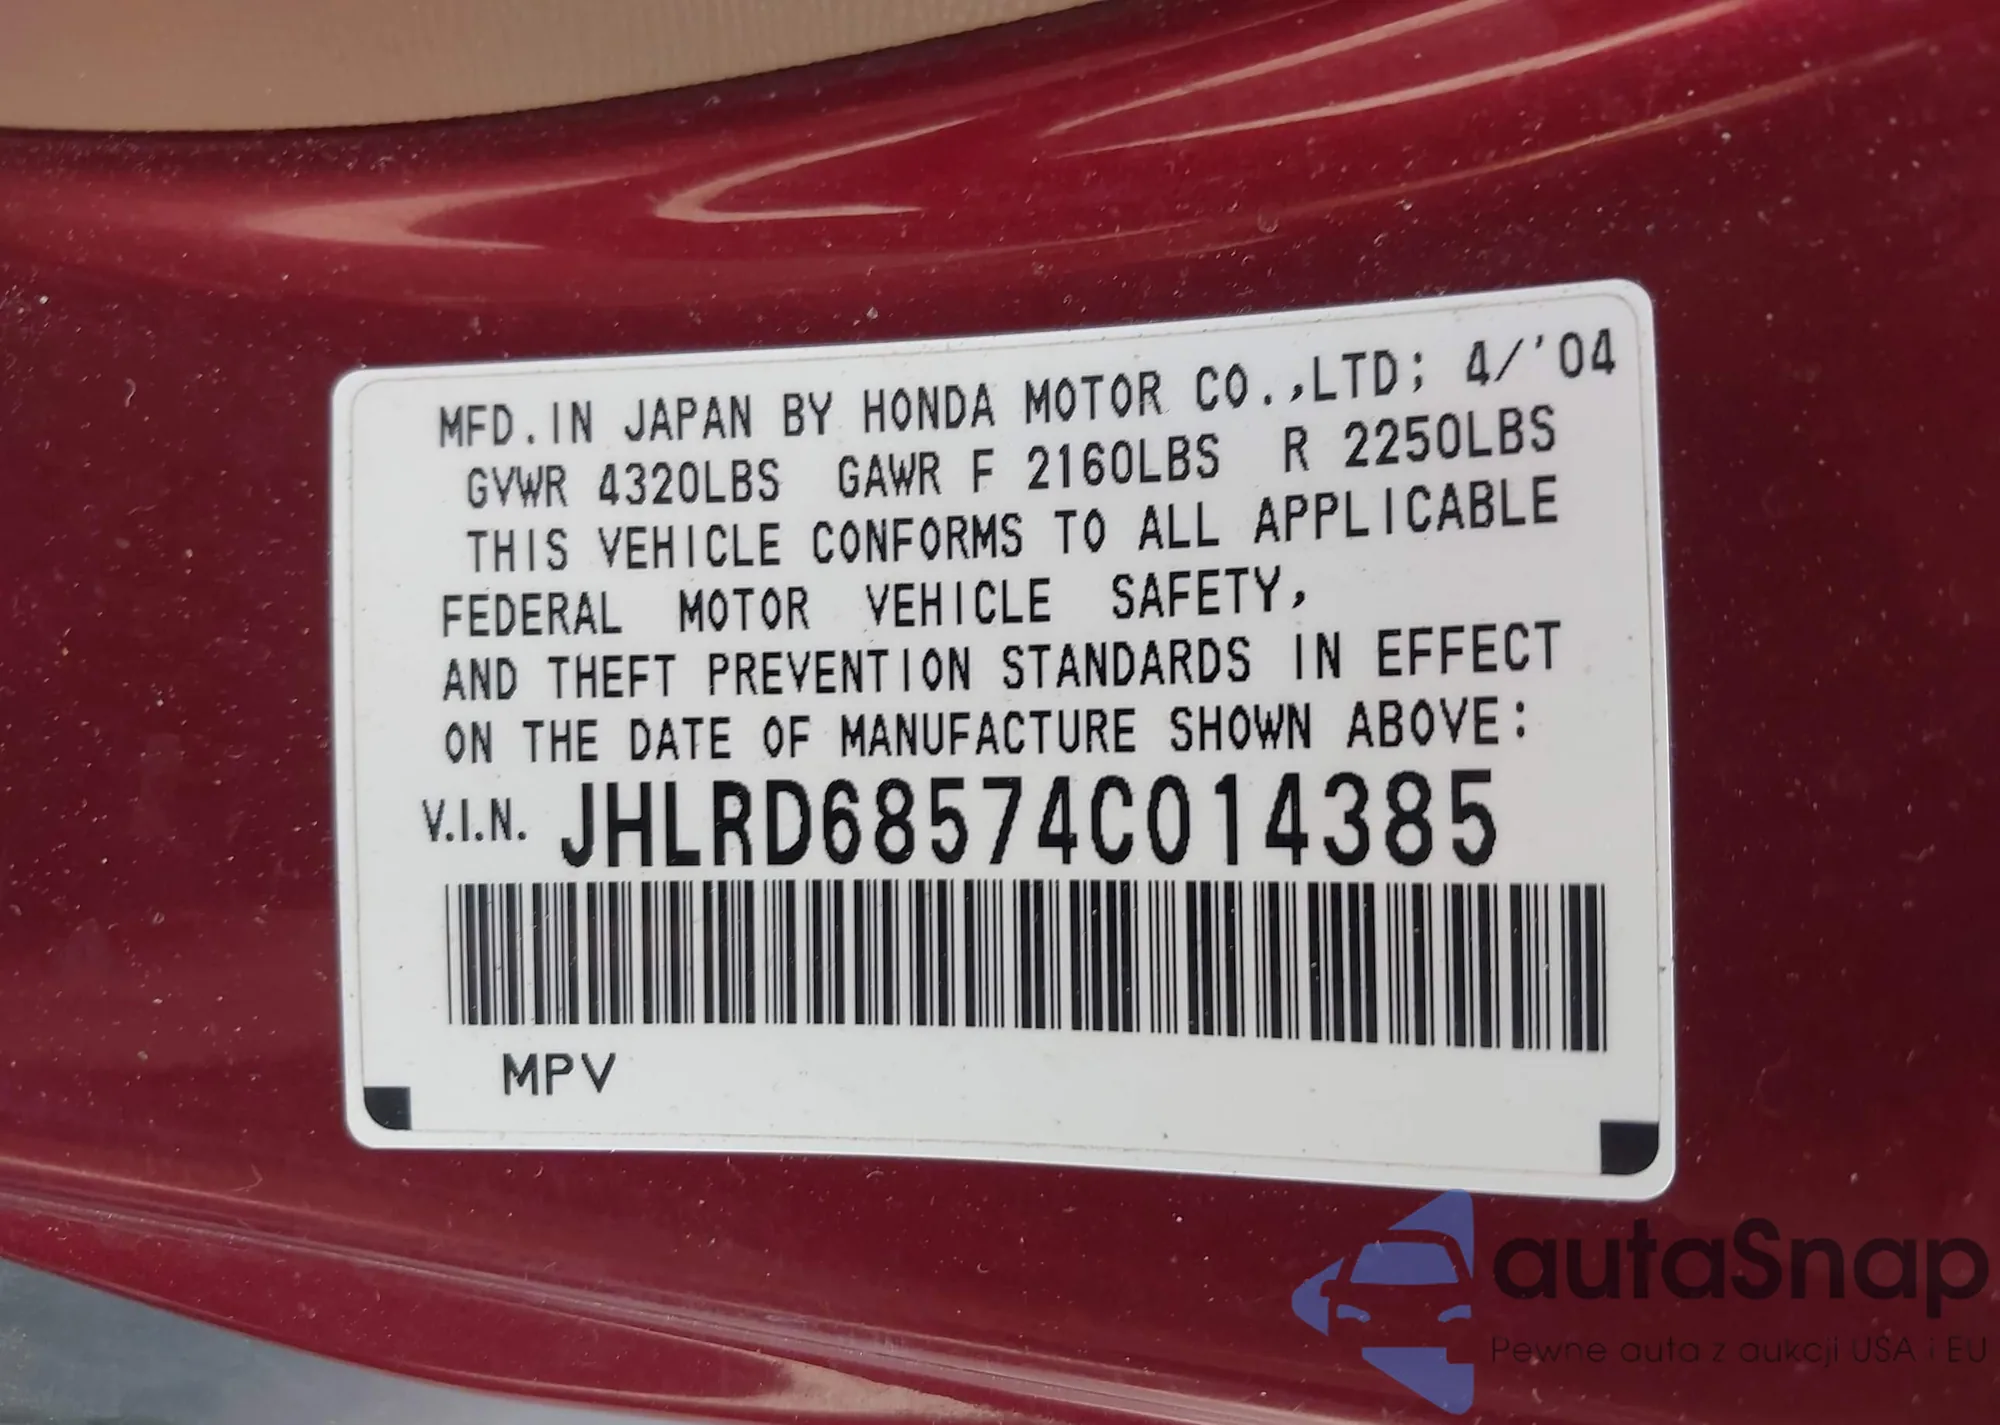 MFD.IN JAPAN BY HONDA MOTOR CO.,LTD; 4/'04
GVWR 4320LBS GAWR F 2160LBS R 2250LBS
THIS VEHICLE CONFORMS TO ALL APPLICABLE
FEDERAL MOTOR VEHICLE SAFETY,
AND THEFT PREVENTION STANDARDS IN EFFECT
ON THE DATE OF MANUFACTURE SHOWN ABOVE:
V.I.N. JHLRD68574C014385
MPV
autaSnap
Pewne auta z aukcji USA i EU